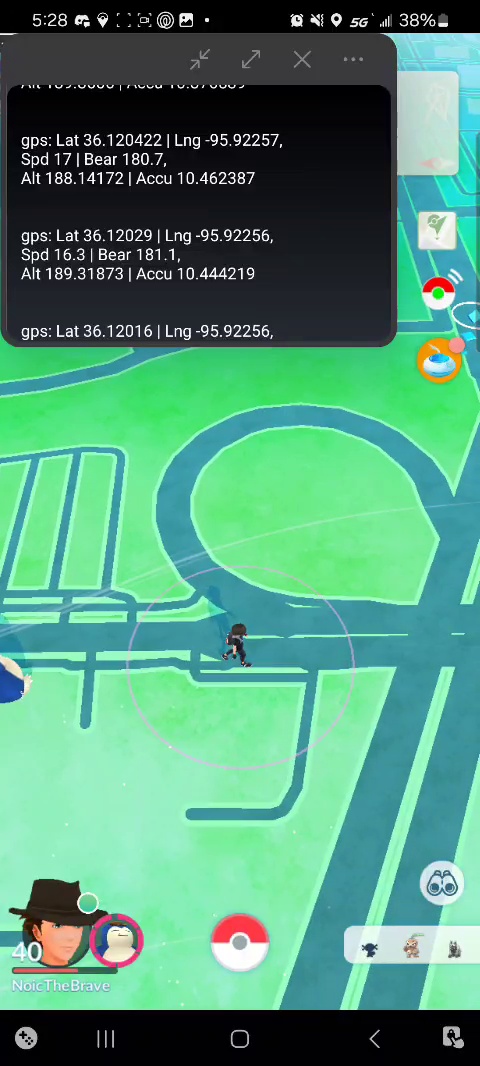 5:28
5G
38%
gps: Lat 36.120422 | Lng -95.92257,
Spd 17 | Bear 180.7,
Alt 188.14172 | Accu 10.462387
gps: Lat 36.12029 | Lng -95.92256,
Spd 16.3 | Bear 181.1,
Alt 189.31873 | Accu 10.444219
gps: Lat 36.12016 | Lng -95.92256,
40
NoicTheBrave